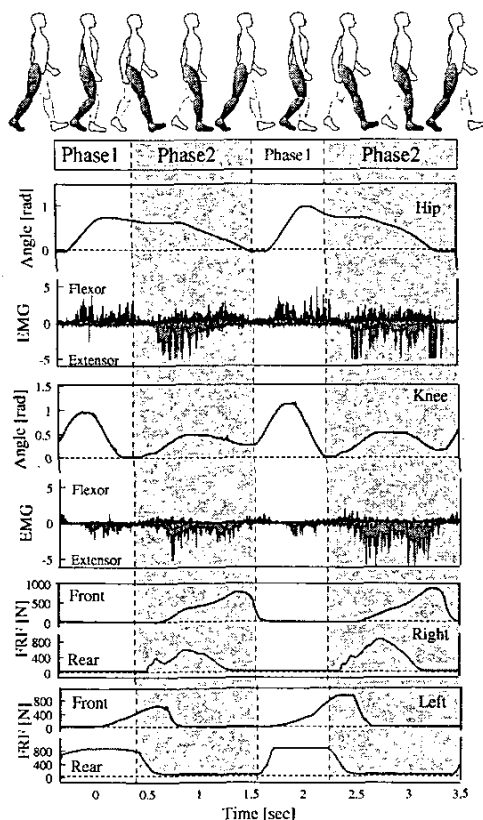 Phase1 Phase2 Phase1 Phase2
Angle [rad]
1
0
Hip
EMG
5
0
-5
Flexor
Extensor
Angle [rad]
1.5
1
0.5
0
Knee
EMG
5
0
-5
Flexor
Extensor
FRF [N]
1000
500
0
Front
800
400
0
Rear
Right
FRF [N]
800
400
0
Front
Left
800
400
0
Rear
0 0.5 1 1.5 2 2.5 3 3.5
Time [sec]